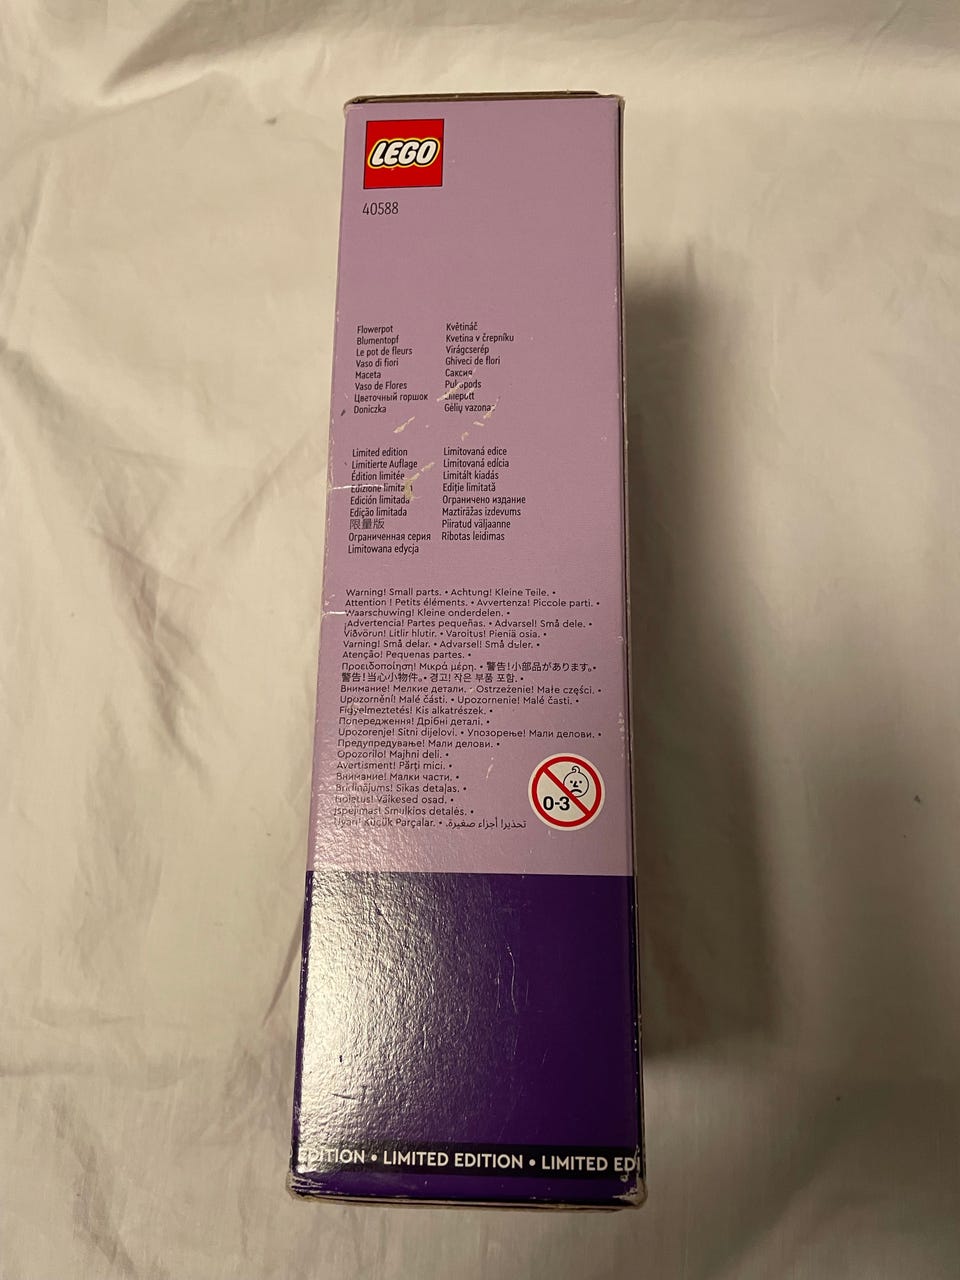 LEGO
40588
Flowerpot
Blumentopf
Le pot de fleurs
Vaso di fiori
Maceta
Vaso de Flores
Цветочный горшок
Doniczka
Květináč
Kvetina v črepníku
Virágcserép
Ghiveci de flori
Саксия
Gėlių vazonas
Limited edition
Limitierte Auflage
Édition limitée
Edizione limitata
Edición limitada
Edição limitada
限量版
Ограниченная серия
Limitowana edycja
Limitovaná edice
Limitovaná edícia
Limitált kiadás
Ediție limitată
Ограничено издание
Maztirāžas izdevums
Piiratud väljaanne
Ribotas leidimas
Warning! Small parts. • Achtung! Kleine Teile. •
Attention ! Petits éléments. • Avvertenza! Piccole parti. •
Waarschuwing! Kleine onderdelen. •
¡Advertencia! Partes pequeñas. • Advarsel! Små dele. •
Viðvörun! Litlir hlutir. • Varoitus! Pieniä osia. •
Varning! Små delar. • Advarsel! Små deler. •
Atenção! Pequenas partes. •
Προειδοποίηση! Μικρά μέρη. • 警告!小部品があります。•
警告!当心小物件。• 경고! 작은 부품 포함. •
Внимание! Мелкие детали. • Ostrzeżenie! Małe części. •
Upozornění! Malé části. • Upozornenie! Malé časti. •
Figyelmeztetés! Kis alkatrészek. •
Попередження! Дрібні деталі. •
Upozorenje! Sitni dijelovi. • Упозорење! Мали делови. •
Предупредување! Мали делови. •
Opozorilo! Majhni deli. •
Avertisment! Părți mici. •
Внимание! Малки части. •
Brīdinājums! Sīkas detaļas. •
Hoiatus! Väikesed osad. •
Įspėjimas! Smulkios detalės. •
Uyarı! Küçük Parçalar. • تحذير! أجزاء صغيرة.
0-3
EDITION • LIMITED EDITION • LIMITED EDI